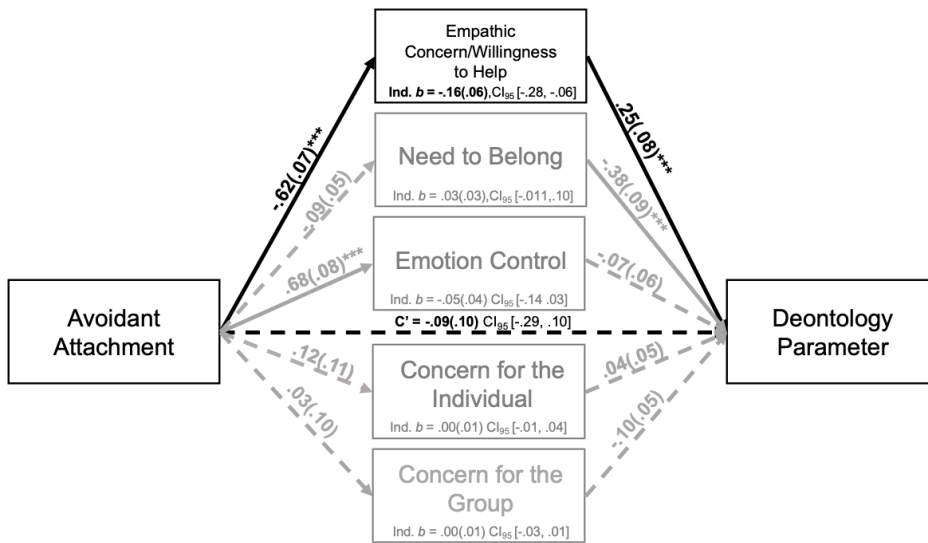 Empathic
Concern/Willingness
to Help
Ind. b = -.16(.06),CI95 [-.28, -.06]
-.62(.07)***
.25(.08)***
Need to Belong
Ind. b = .03(.03),CI95 [-.011,.10]
-.09(.05)
-.38(.09)***
Emotion Control
Ind. b = -.05(.04) CI95 [-.14 .03]
.68(.08)***
-.07(.06)
C' = -.09(.10) CI95 [-.29, .10]
Avoidant
Attachment
Deontology
Parameter
.12(.11)
.04(.05)
Concern for the
Individual
Ind. b = .00(.01) CI95 [-.01, .04]
.03(.10)
-.10(.05)
Concern for the
Group
Ind. b = .00(.01) CI95 [-.03, .01]